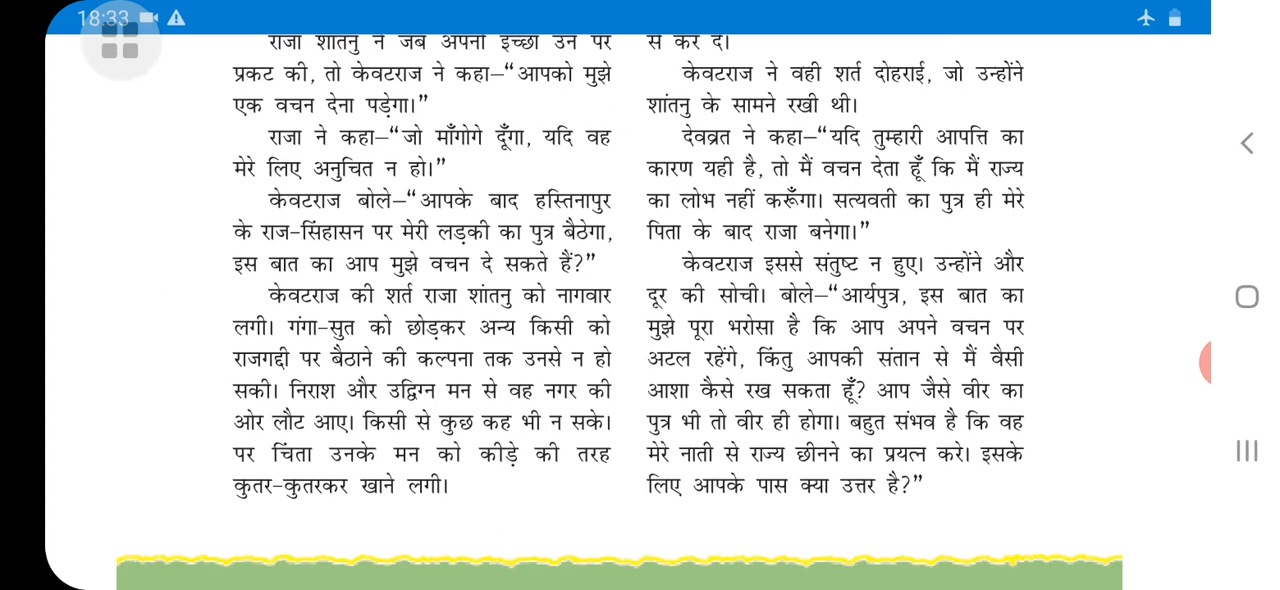 18:33
राजा शांतनु ने जब अपनी इच्छा उन पर
प्रकट की, तो केवटराज ने कहा–“आपको मुझे
एक वचन देना पड़ेगा।”
राजा ने कहा–“जो माँगोगे दूँगा, यदि वह
मेरे लिए अनुचित न हो।”
केवटराज बोले–“आपके बाद हस्तिनापुर
के राज-सिंहासन पर मेरी लड़की का पुत्र बैठेगा,
इस बात का आप मुझे वचन दे सकते हैं?”
केवटराज की शर्त राजा शांतनु को नागवार
लगी। गंगा-सुत को छोड़कर अन्य किसी को
राजगद्दी पर बैठाने की कल्पना तक उनसे न हो
सकी। निराश और उद्विग्न मन से वह नगर की
ओर लौट आए। किसी से कुछ कह भी न सके।
पर चिंता उनके मन को कीड़े की तरह
कुतर-कुतरकर खाने लगी।
से कर दें।
केवटराज ने वही शर्त दोहराई, जो उन्होंने
शांतनु के सामने रखी थी।
देवव्रत ने कहा–“यदि तुम्हारी आपत्ति का
कारण यही है, तो मैं वचन देता हूँ कि मैं राज्य
का लोभ नहीं करूँगा। सत्यवती का पुत्र ही मेरे
पिता के बाद राजा बनेगा।”
केवटराज इससे संतुष्ट न हुए। उन्होंने और
दूर की सोची। बोले–“आर्यपुत्र, इस बात का
मुझे पूरा भरोसा है कि आप अपने वचन पर
अटल रहेंगे, किंतु आपकी संतान से मैं वैसी
आशा कैसे रख सकता हूँ? आप जैसे वीर का
पुत्र भी तो वीर ही होगा। बहुत संभव है कि वह
मेरे नाती से राज्य छीनने का प्रयत्न करे। इसके
लिए आपके पास क्या उत्तर है?”